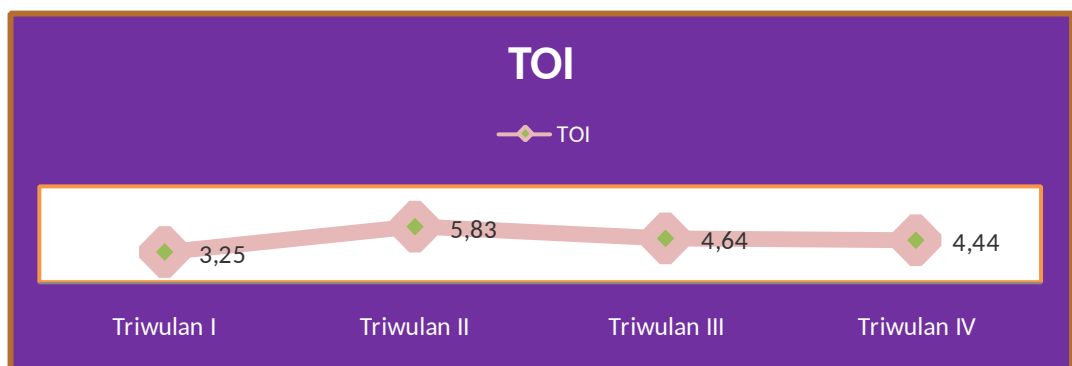 TOI
TOI
3,25
5,83
4,64
4,44
Triwulan I
Triwulan II
Triwulan III
Triwulan IV